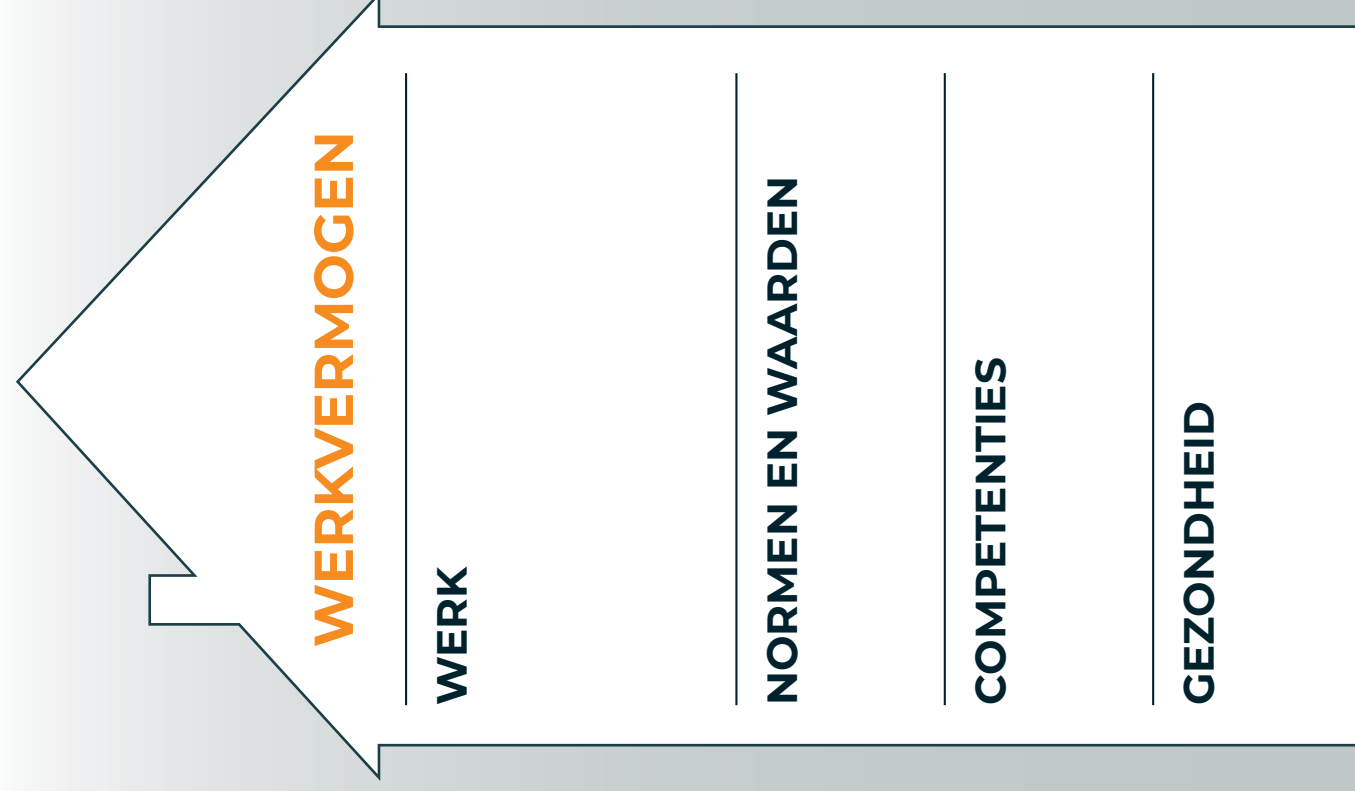 WERKVERMOGEN
WERK
NORMEN EN WAARDEN
COMPETENTIES
GEZONDHEID